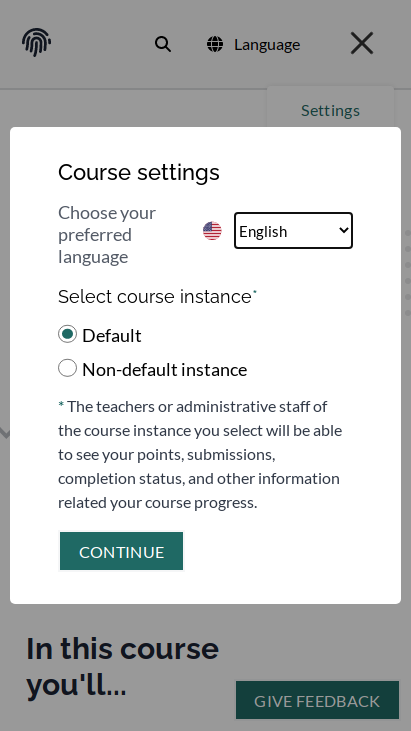 Language
Settings
Course settings
Choose your
preferred
language
English
Select course instance*
Default
Non-default instance
* The teachers or administrative staff of
the course instance you select will be able
to see your points, submissions,
completion status, and other information
related your course progress.
CONTINUE
In this course
you'll...
GIVE FEEDBACK